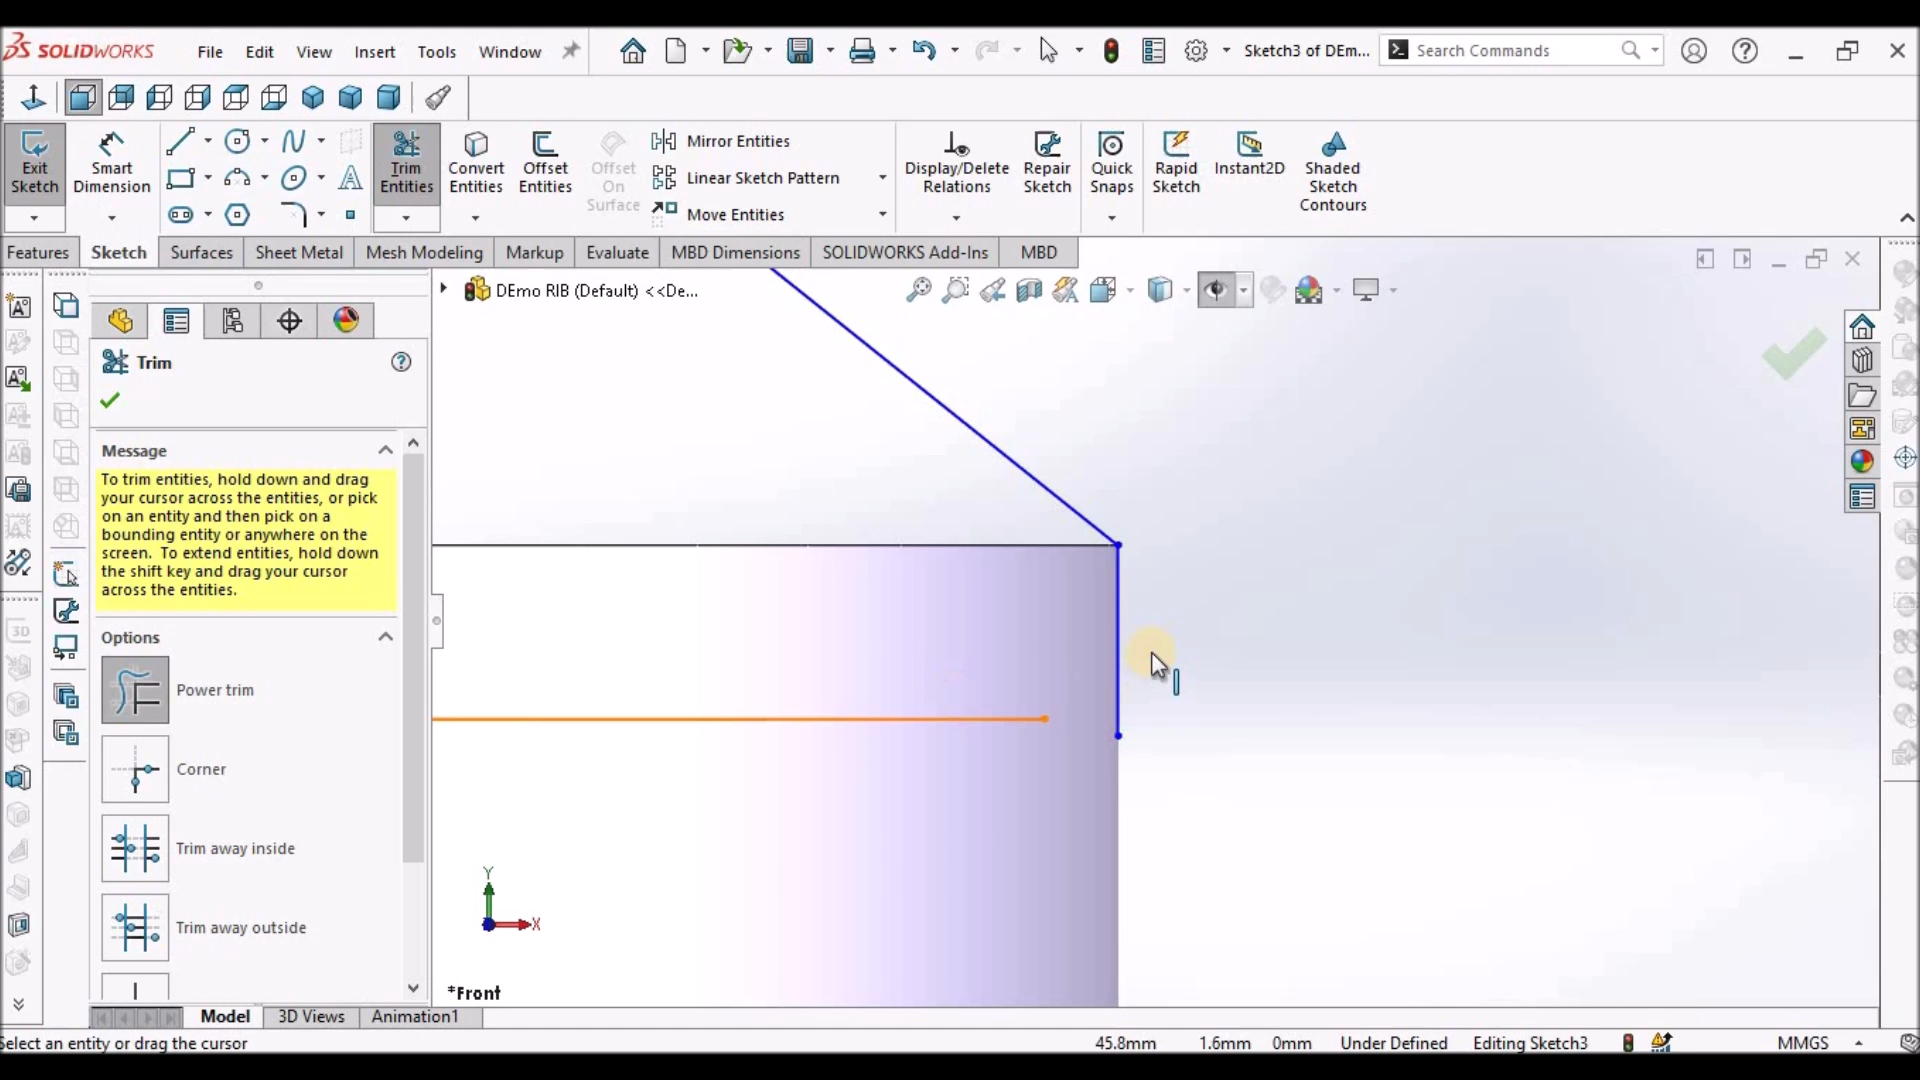 SOLIDWORKS File Edit View Insert Tools Window Sketch3 of DEm... Search Commands
Exit Sketch
Smart Dimension
Trim Entities
Convert Entities
Offset Entities
Offset On Surface
Mirror Entities
Linear Sketch Pattern
Move Entities
Display/Delete Relations
Repair Sketch
Quick Snaps
Rapid Sketch
Instant2D
Shaded Sketch Contours
Features Sketch Surfaces Sheet Metal Mesh Modeling Markup Evaluate MBD Dimensions SOLIDWORKS Add-Ins MBD
DEmo RIB (Default) <<De...
Trim
Message
To trim entities, hold down and drag
your cursor across the entities, or pick
on an entity and then pick on a
bounding entity or anywhere on the
screen. To extend entities, hold down
the shift key and drag your cursor
across the entities.
Options
Power trim
Corner
Trim away inside
Trim away outside
3D
Y
X
*Front
Model 3D Views Animation1
Select an entity or drag the cursor 45.8mm 1.6mm 0mm Under Defined Editing Sketch3 MMGS